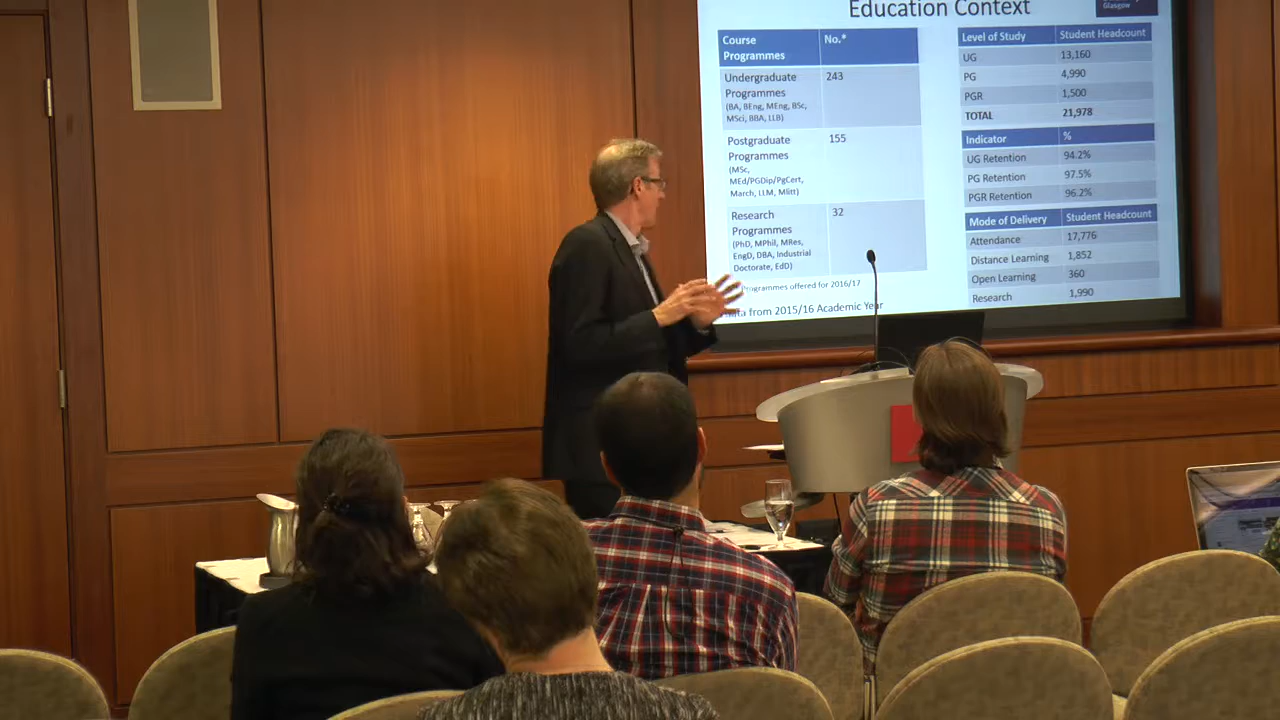 Education Context
Glasgow
Course Programmes No.*
Undergraduate Programmes 243
(BA, BEng, MEng, BSc,
MSci, BBA, LLB)
Postgraduate Programmes 155
(MSc,
MEd/PGDip/PgCert,
March, LLM, Mlitt)
Research Programmes 32
(PhD, MPhil, MRes,
EngD, DBA, Industrial
Doctorate, EdD)
Programmes offered for 2016/17
from 2015/16 Academic Year
Level of Study Student Headcount
UG 13,160
PG 4,990
PGR 1,500
TOTAL 21,978
Indicator %
UG Retention 94.2%
PG Retention 97.5%
PGR Retention 96.2%
Mode of Delivery Student Headcount
Attendance 17,776
Distance Learning 1,852
Open Learning 360
Research 1,990